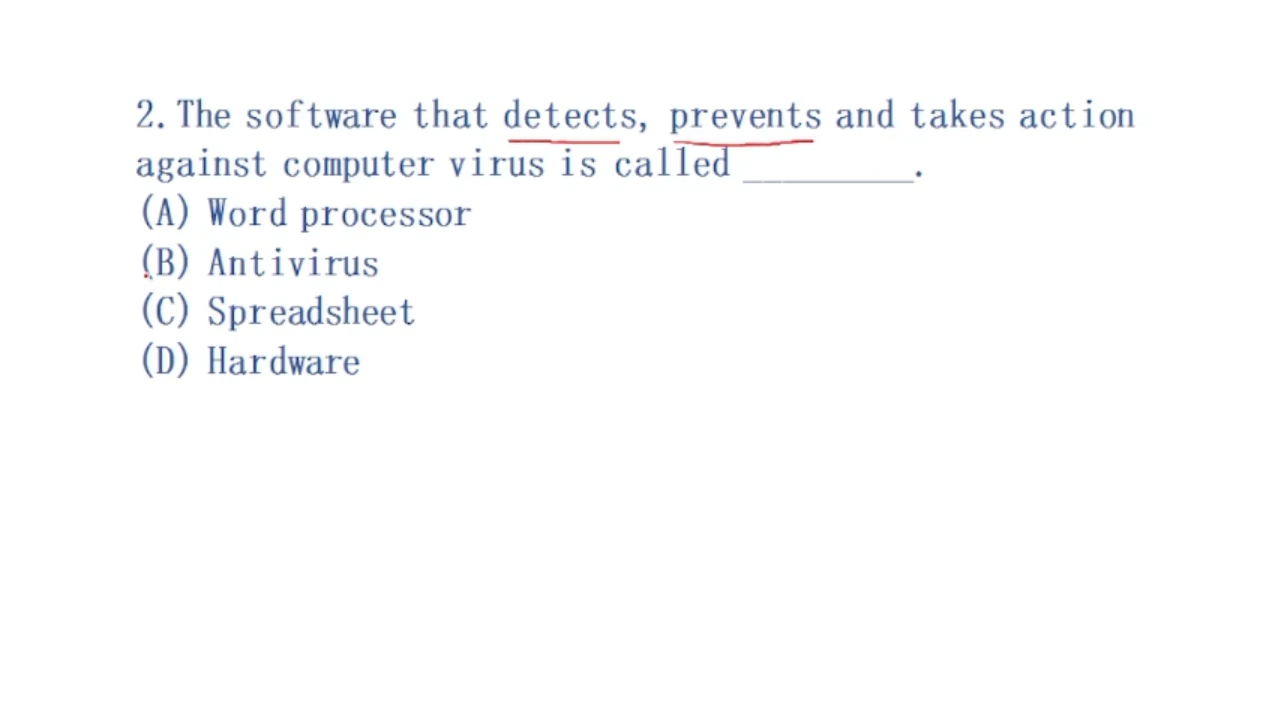 2. The software that detects, prevents and takes action
against computer virus is called _________.
(A) Word processor
(B) Antivirus
(C) Spreadsheet
(D) Hardware